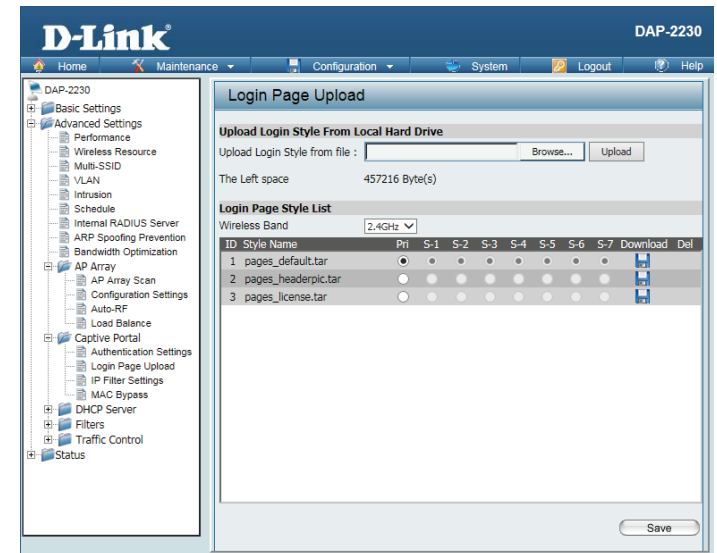 D-Link®
DAP-2230
Home Maintenance Configuration System Logout Help
DAP-2230
Basic Settings
Advanced Settings
Performance
Wireless Resource
Multi-SSID
VLAN
Intrusion
Schedule
Internal RADIUS Server
ARP Spoofing Prevention
Bandwidth Optimization
AP Array
AP Array Scan
Configuration Settings
Auto-RF
Load Balance
Captive Portal
Authentication Settings
Login Page Upload
IP Filter Settings
MAC Bypass
DHCP Server
Filters
Traffic Control
Status
Login Page Upload
Upload Login Style From Local Hard Drive
Upload Login Style from file : Browse... Upload
The Left space 457216 Byte(s)
Login Page Style List
Wireless Band 2.4GHz
ID Style Name Pri S-1 S-2 S-3 S-4 S-5 S-6 S-7 Download Del
1 pages_default.tar
2 pages_headerpic.tar
3 pages_license.tar
Save